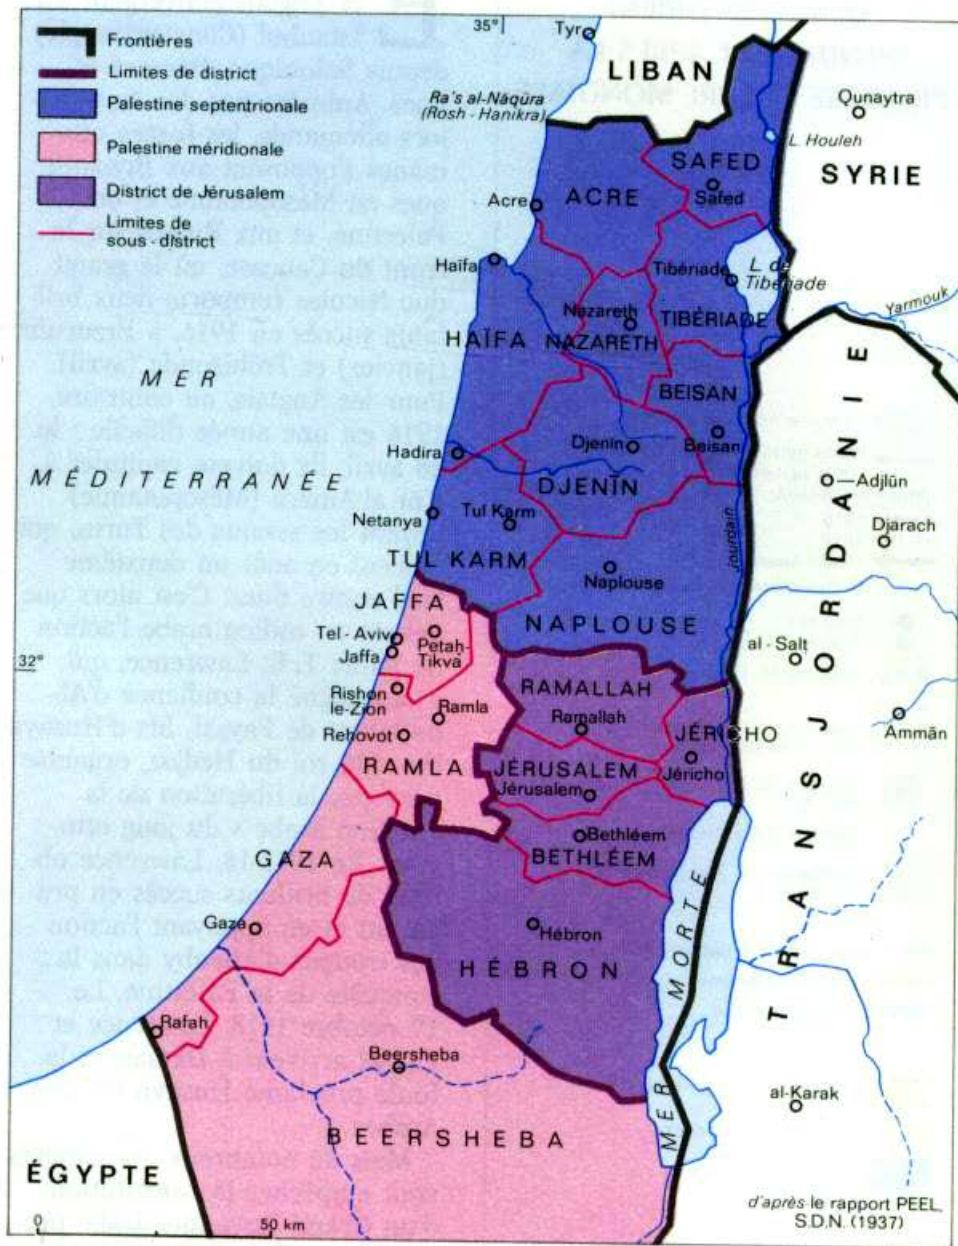 Frontières
Limites de district
Palestine septentrionale
Palestine méridionale
District de Jérusalem
Limites de
sous-district
35°
Tyr
LIBAN
Ra's al-Nāqūra
(Rosh-Hanikra)
Qunaytra
L. Houleh
SYRIE
SAFED
Safed
ACRE
Acre
Haïfa
Tibériade
L. de
Tibériade
Yarmouk
Nazareth
TIBÉRIADE
HAÏFA
NAZARETH
MER
MÉDITERRANÉE
BEISAN
Beisan
Djenin
Hadira
DJENĪN
Adjlūn
Netanya
Tul Karm
Djarach
TUL KARM
Naplouse
Jourdain
JAFFA
NAPLOUSE
Tel-Aviv
Petah-
Tikva
Jaffa
al-Salt
32°
Rishon
le-Zion
RAMALLAH
Ramla
Ramallah
JÉRICHO
Ammān
Rehovot
RAMLA
JÉRUSALEM
Jéricho
Jérusalem
Bethléem
BETHLÉEM
GAZA
Gaze
Hébron
HÉBRON
MER MORTE
TRANSJORDANIE
Rafah
Beersheba
MER
al-Karak
BEERSHEBA
ÉGYPTE
0
50 km
d'après le rapport PEEL,
S.D.N. (1937)